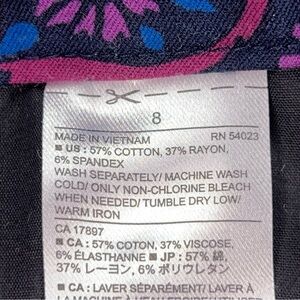 8
MADE IN VIETNAM RN 54023
■ US : 57% COTTON, 37% RAYON,
6% SPANDEX
WASH SEPARATELY/ MACHINE WASH
COLD/ ONLY NON-CHLORINE BLEACH
WHEN NEEDED/ TUMBLE DRY LOW/
WARM IRON
CA 17897
■ CA : 57% COTON, 37% VISCOSE,
6% ÉLASTHANNE ■ JP : 57% 綿,
37% レーヨン, 6% ポリウレタン
■ CA : LAVER SÉPARÉMENT/ LAVER À
LA MACHINE À